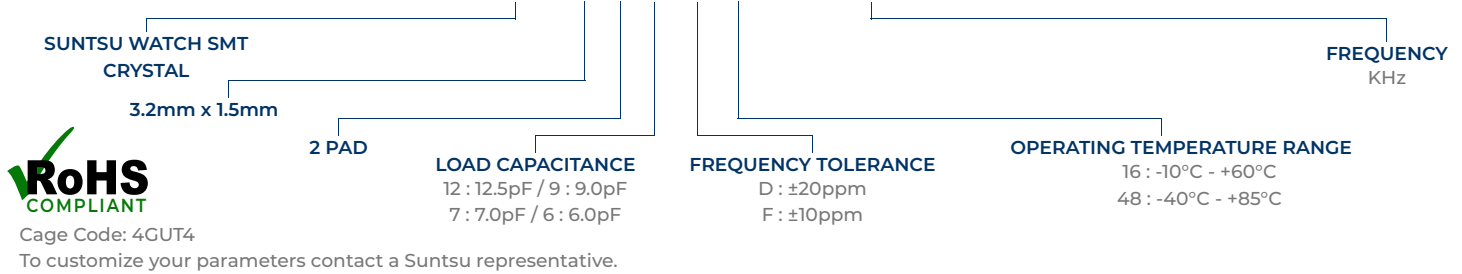 SUNTSU WATCH SMT
CRYSTAL
3.2mm x 1.5mm
2 PAD
LOAD CAPACITANCE
12 : 12.5pF / 9 : 9.0pF
7 : 7.0pF / 6 : 6.0pF
FREQUENCY TOLERANCE
D : ±20ppm
F : ±10ppm
OPERATING TEMPERATURE RANGE
16 : -10°C - +60°C
48 : -40°C - +85°C
FREQUENCY
KHz
RoHS
COMPLIANT
Cage Code: 4GUT4
To customize your parameters contact a Suntsu representative.